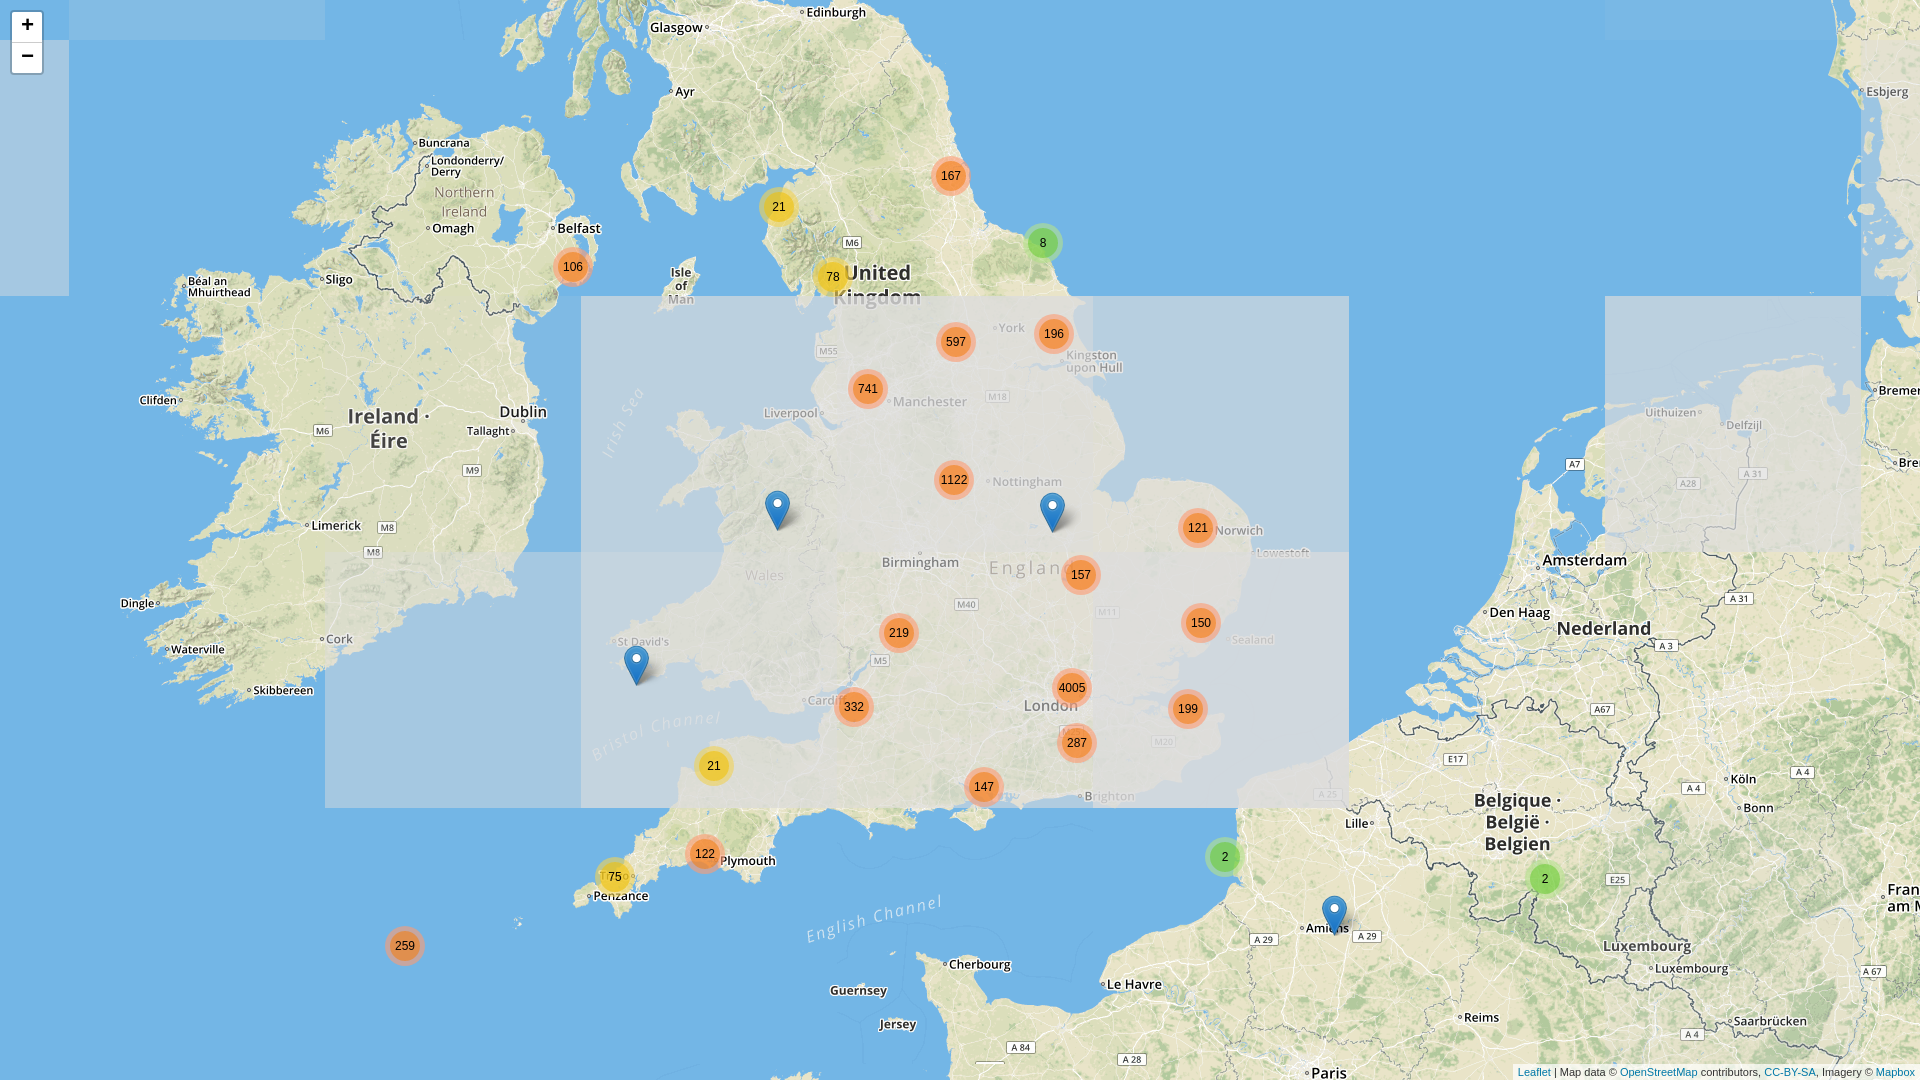 +
−
Edinburgh
Glasgow
Ayr
Esbjerg
Buncrana
Londonderry/
Derry
Northern
Ireland
Omagh
Belfast
167
21
M6
8
106
78
United
Kingdom
Isle
of
Man
Sligo
Béal an
Mhuirthead
M55
597
York
196
Kingston
upon Hull
741
Manchester
M18
Liverpool
Irish Sea
Clifden
Ireland ·
Éire
Dublin
Tallaght
M6
M9
Uithuizen
Delfzijl
Bremer
Bre
A7
A 31
A28
1122
Nottingham
Limerick
M8
M8
121
Norwich
Lowestoft
Birmingham
Englan
157
Wales
Amsterdam
Dingle
M40
M11
150
Sealand
A 31
Den Haag
Nederland
A 3
Cork
Waterville
St David's
219
M5
Skibbereen
4005
London
Cardiff
332
199
287
M20
A67
Bristol Channel
21
E17
Köln
A 4
A 4
Bonn
147
Brighton
A 25
Belgique ·
België ·
Belgien
Lille
122
Plymouth
2
2
E25
75
Penzance
Fran
am M
English Channel
259
Amiens
A 29
A 29
Luxembourg
Luxembourg
A 67
Cherbourg
Guernsey
Le Havre
Jersey
Reims
Saarbrücken
A 4
A 84
A 28
Paris
Leaflet | Map data © OpenStreetMap contributors, CC-BY-SA, Imagery © Mapbox